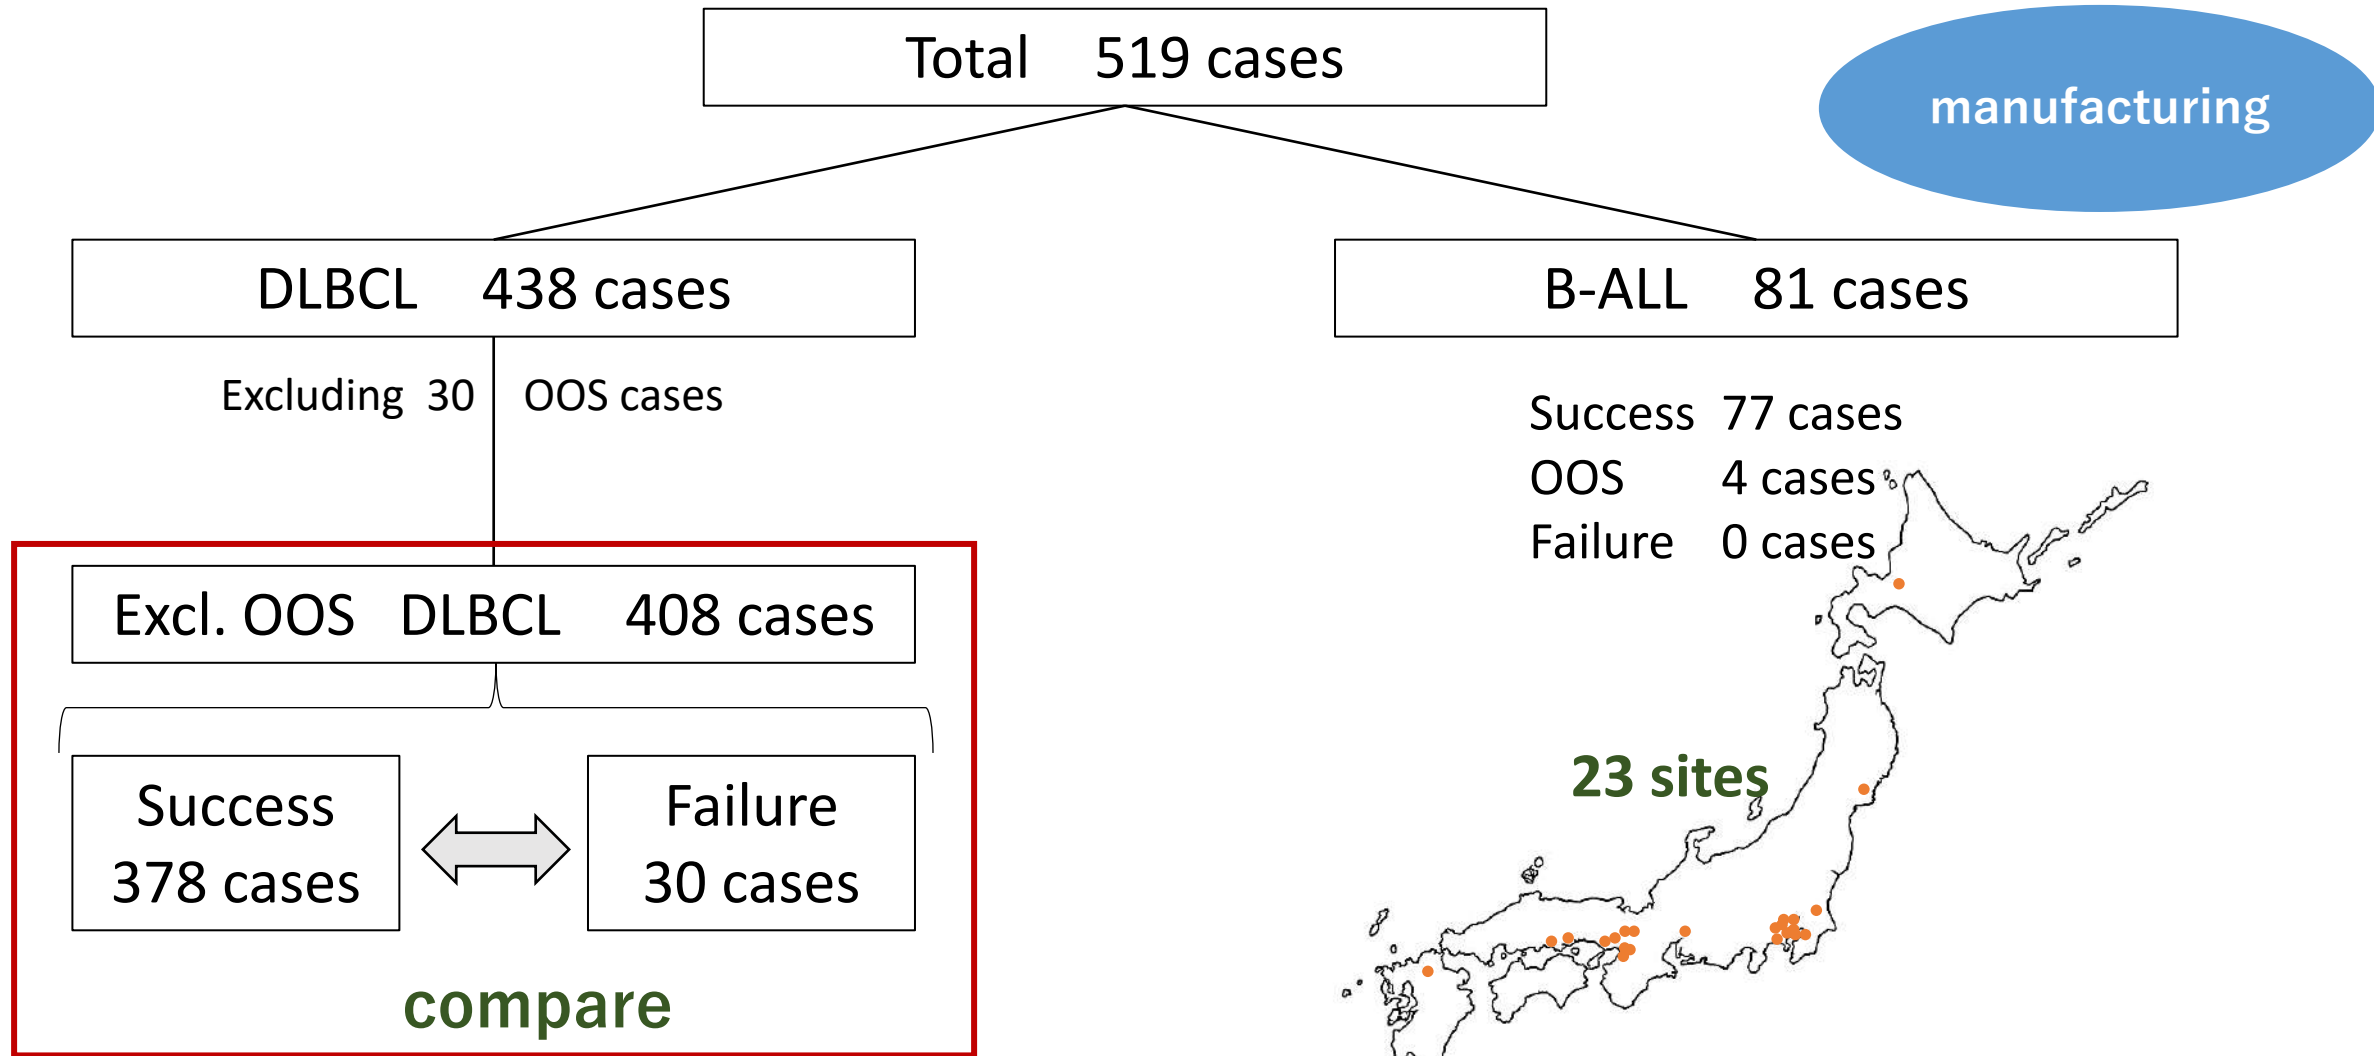 Total 519 cases
manufacturing
DLBCL 438 cases
B-ALL 81 cases
Excluding 30 OOS cases
Success 77 cases
OOS 4 cases
Failure 0 cases
Excl. OOS DLBCL 408 cases
23 sites
Success
378 cases
Failure
30 cases
compare